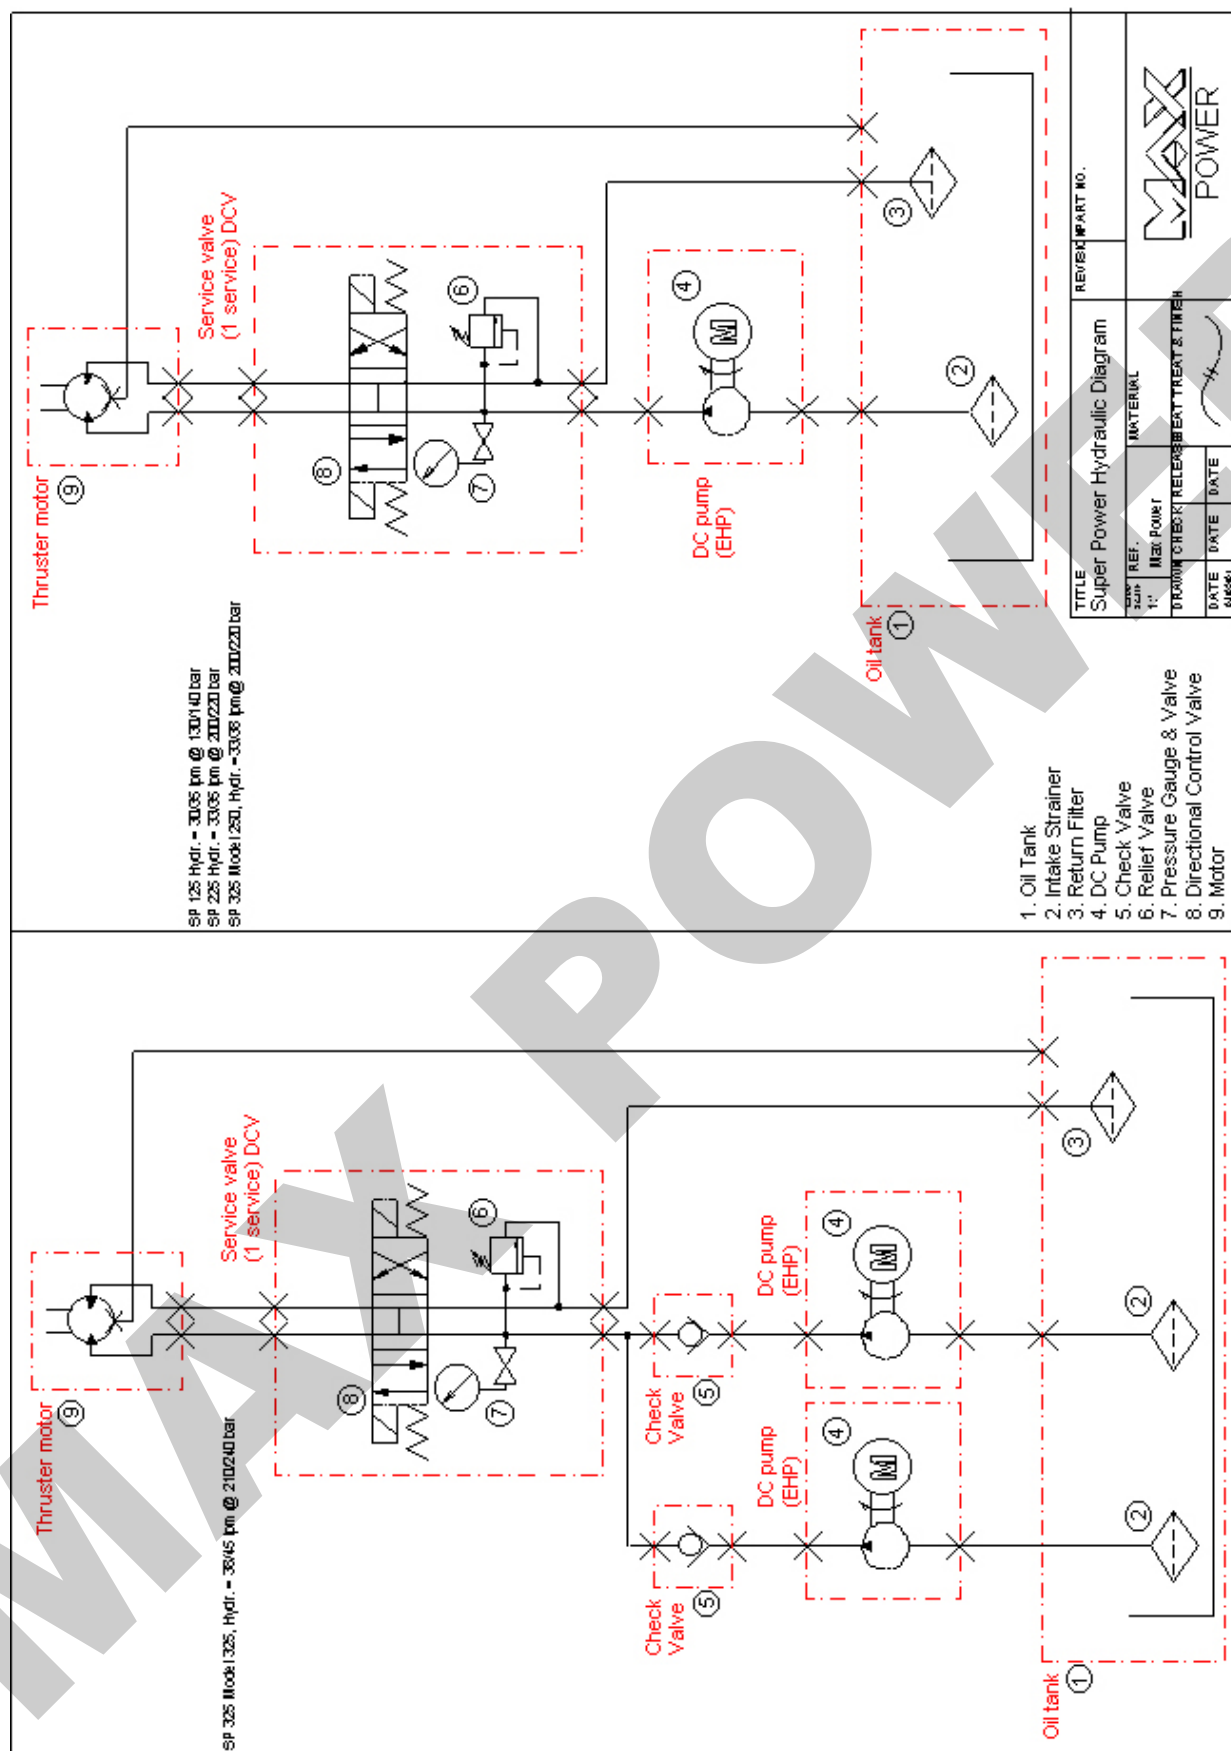 Thruster motor
9
SP 325 Model 325, Hydr. = 38/45 lpm @ 210/240 bar
Service valve
(1 service) DCV
8
7
6
Check
Valve
5
Check
Valve
5
DC pump
(EHP)
4
DC pump
(EHP)
4
3
2
2
Oil tank
1
Thruster motor
9
SP 125 Hydr. = 30/35 lpm @ 130/140 bar
SP 225 Hydr. = 33/35 lpm @ 200/220 bar
SP 325 Model 250, Hydr. = 33/38 lpm @ 200/220 bar
Service valve
(1 service) DCV
8
7
6
DC pump
(EHP)
4
3
2
Oil tank
1
1. Oil Tank
2. Intake Strainer
3. Return Filter
4. DC Pump
5. Check Valve
6. Relief Valve
7. Pressure Gauge & Valve
8. Directional Control Valve
9. Motor
TITLE
Super Power Hydraulic Diagram
REVISION PART NO.
REF.
Max Power
MATERIAL
DRAWN CHECK RELEASE HEAT TREAT & FINISH
DATE DATE DATE
MAX
POWER
MAX POWER